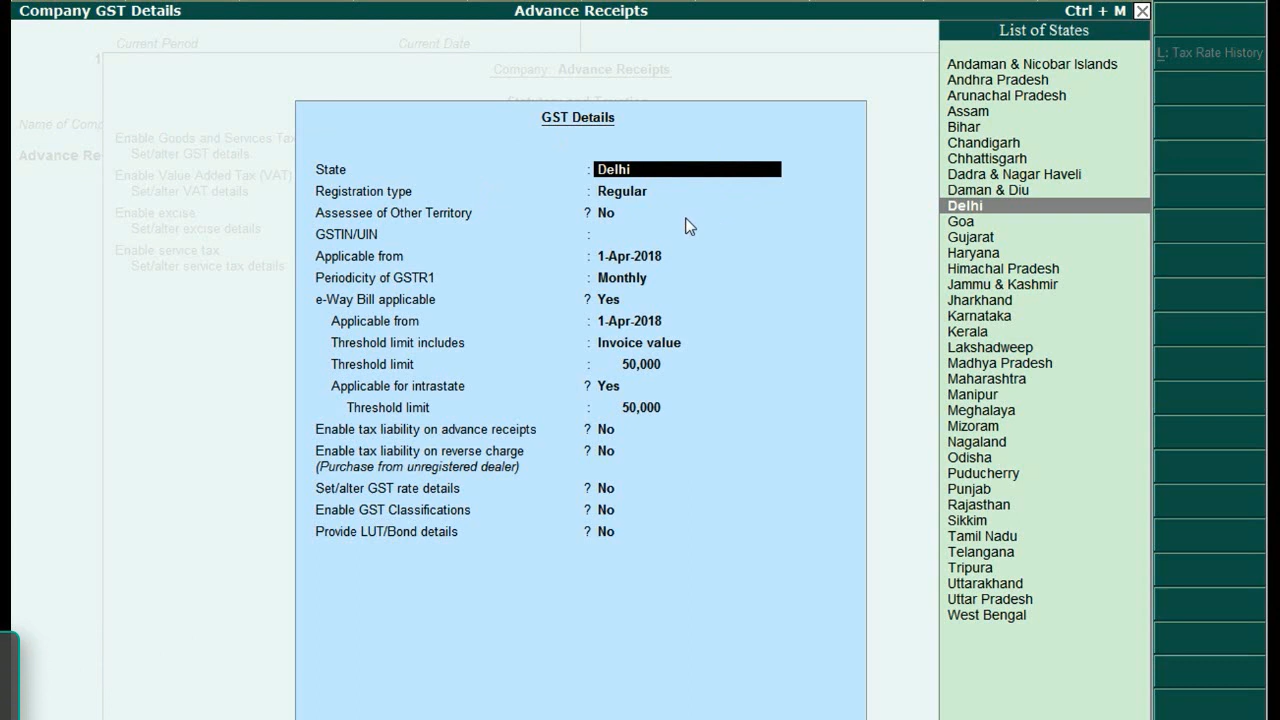 Company GST Details
Advance Receipts
Ctrl + M
Current Period
Current Date
1
Company: Advance Receipts
Statutory and Taxation
Name of Comp
Advance Re
Enable Goods and Services Tax
Set/alter GST details
Enable Value Added Tax (VAT)
Set/alter VAT details
Enable excise
Set/alter excise details
Enable service tax
Set/alter service tax details
GST Details
State : Delhi
Registration type : Regular
Assessee of Other Territory ? No
GSTIN/UIN :
Applicable from : 1-Apr-2018
Periodicity of GSTR1 : Monthly
e-Way Bill applicable ? Yes
Applicable from : 1-Apr-2018
Threshold limit includes : Invoice value
Threshold limit : 50,000
Applicable for intrastate ? Yes
Threshold limit : 50,000
Enable tax liability on advance receipts ? No
Enable tax liability on reverse charge ? No
(Purchase from unregistered dealer)
Set/alter GST rate details ? No
Enable GST Classifications ? No
Provide LUT/Bond details ? No
List of States
Andaman & Nicobar Islands
Andhra Pradesh
Arunachal Pradesh
Assam
Bihar
Chandigarh
Chhattisgarh
Dadra & Nagar Haveli
Daman & Diu
Delhi
Goa
Gujarat
Haryana
Himachal Pradesh
Jammu & Kashmir
Jharkhand
Karnataka
Kerala
Lakshadweep
Madhya Pradesh
Maharashtra
Manipur
Meghalaya
Mizoram
Nagaland
Odisha
Puducherry
Punjab
Rajasthan
Sikkim
Tamil Nadu
Telangana
Tripura
Uttarakhand
Uttar Pradesh
West Bengal
L: Tax Rate History